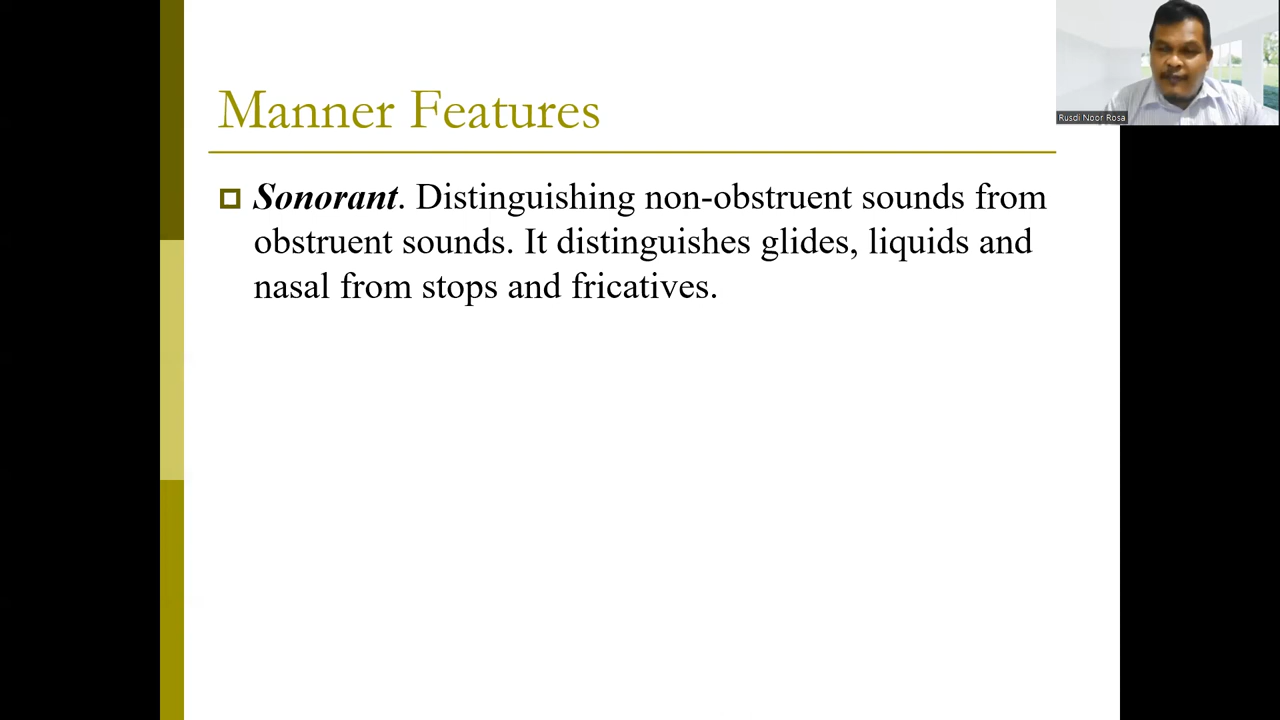 Manner Features
Sonorant. Distinguishing non-obstruent sounds from
obstruent sounds. It distinguishes glides, liquids and
nasal from stops and fricatives.
Rusdi Noor Rosa